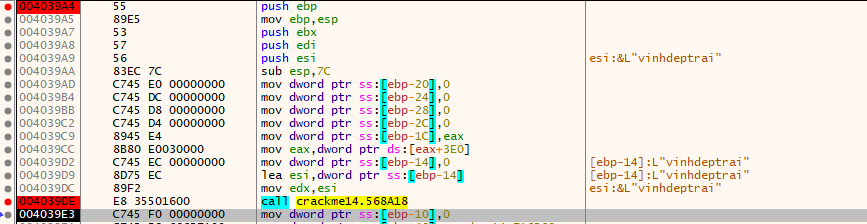 004039A4 55 push ebp
004039A5 89E5 mov ebp,esp
004039A7 53 push ebx
004039A8 57 push edi
004039A9 56 push esi esi:&L"vinhdeptrai"
004039AA 83EC 7C sub esp,7C
004039AD C745 E0 00000000 mov dword ptr ss:[ebp-20],0
004039B4 C745 DC 00000000 mov dword ptr ss:[ebp-24],0
004039BB C745 D8 00000000 mov dword ptr ss:[ebp-28],0
004039C2 C745 D4 00000000 mov dword ptr ss:[ebp-2C],0
004039C9 8945 E4 mov dword ptr ss:[ebp-1C],eax
004039CC 8B80 E0030000 mov eax,dword ptr ds:[eax+3E0]
004039D2 C745 EC 00000000 mov dword ptr ss:[ebp-14],0 [ebp-14]:L"vinhdeptrai"
004039D9 8D75 EC lea esi,dword ptr ss:[ebp-14] [ebp-14]:L"vinhdeptrai"
004039DC 89F2 mov edx,esi esi:&L"vinhdeptrai"
004039DE E8 35501600 call crackme14.568A18
004039E3 C745 F0 00000000 mov dword ptr ss:[ebp-10],0